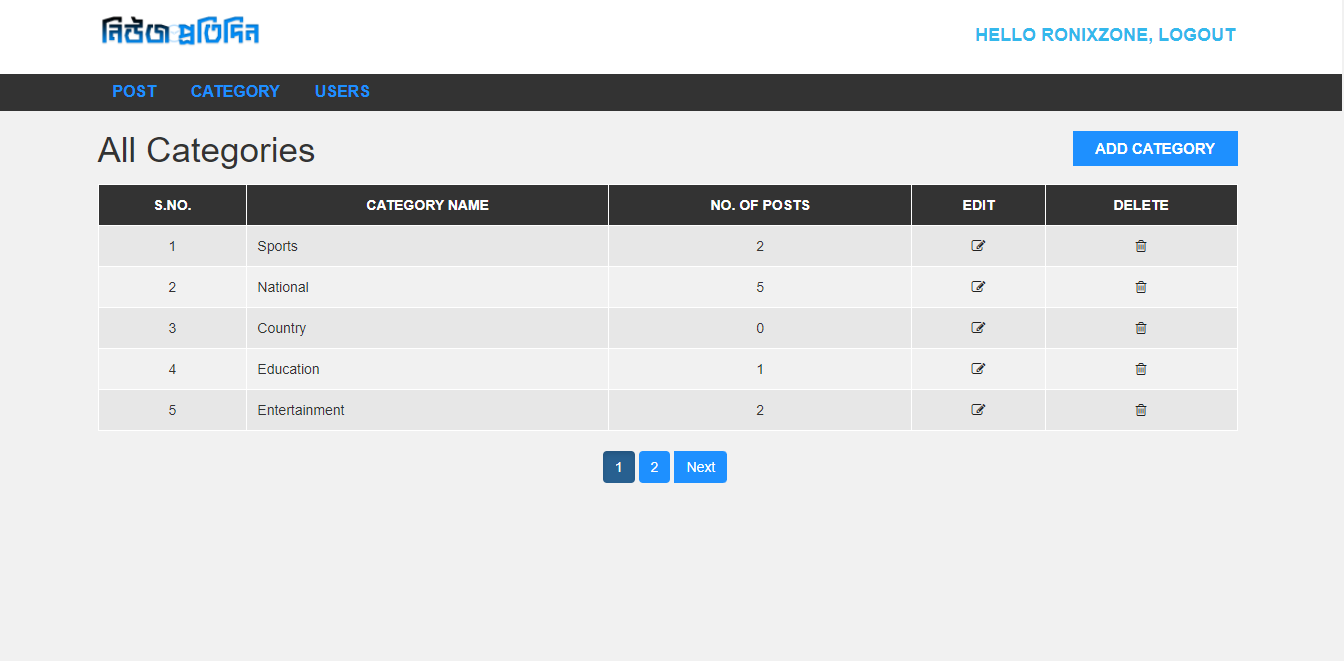 নিউজ প্রতিদিন
HELLO RONIXZONE, LOGOUT
POST CATEGORY USERS
All Categories
ADD CATEGORY
S.NO. CATEGORY NAME NO. OF POSTS EDIT DELETE
1 Sports 2
2 National 5
3 Country 0
4 Education 1
5 Entertainment 2
1 2 Next